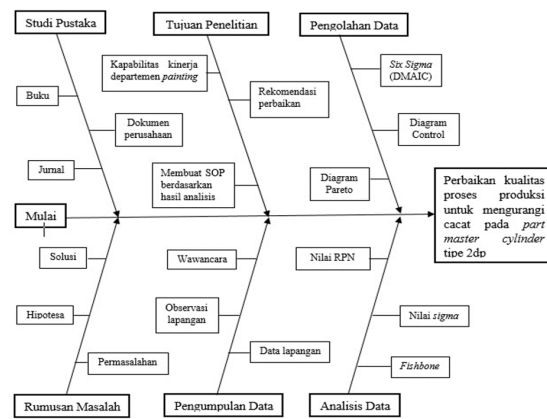 Studi Pustaka
Tujuan Penelitian
Pengolahan Data
Kapabilitas kinerja
departemen painting
Six Sigma
(DMAIC)
Buku
Rekomendasi
perbaikan
Dokumen
perusahaan
Diagram
Control
Jurnal
Membuat SOP
berdasarkan
hasil analisis
Diagram
Pareto
Perbaikan kualitas
proses produksi
untuk mengurangi
cacat pada part
master cylinder
tipe 2dp
Mulai
Solusi
Wawancara
Nilai RPN
Hipotesa
Observasi
lapangan
Nilai sigma
Permasalahan
Data lapangan
Fishbone
Rumusan Masalah
Pengumpulan Data
Analisis Data